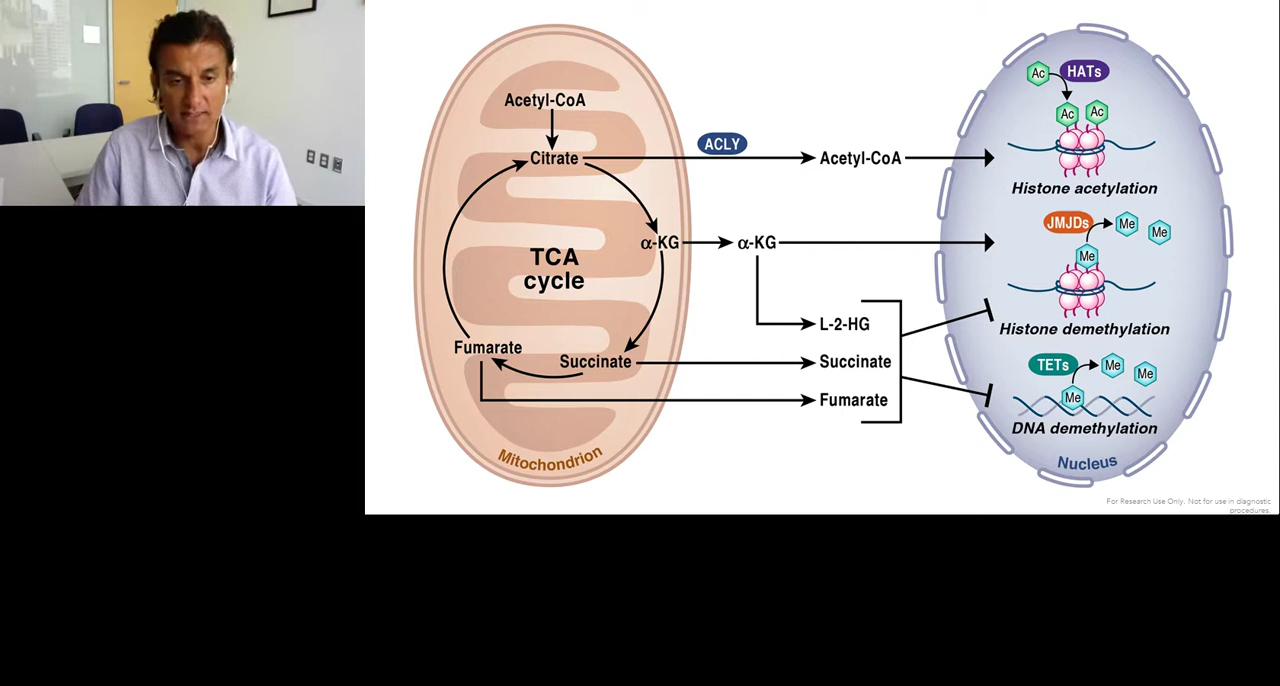 Acetyl-CoA
Citrate
α-KG
Succinate
Fumarate
TCA
cycle
Mitochondrion
ACLY
Acetyl-CoA
α-KG
L-2-HG
Succinate
Fumarate
Ac
HATs
Ac
Ac
Histone acetylation
JMJDs
Me
Me
Me
Histone demethylation
TETs
Me
Me
Me
DNA demethylation
Nucleus
For Research Use Only. Not for use in diagnostic
procedures.